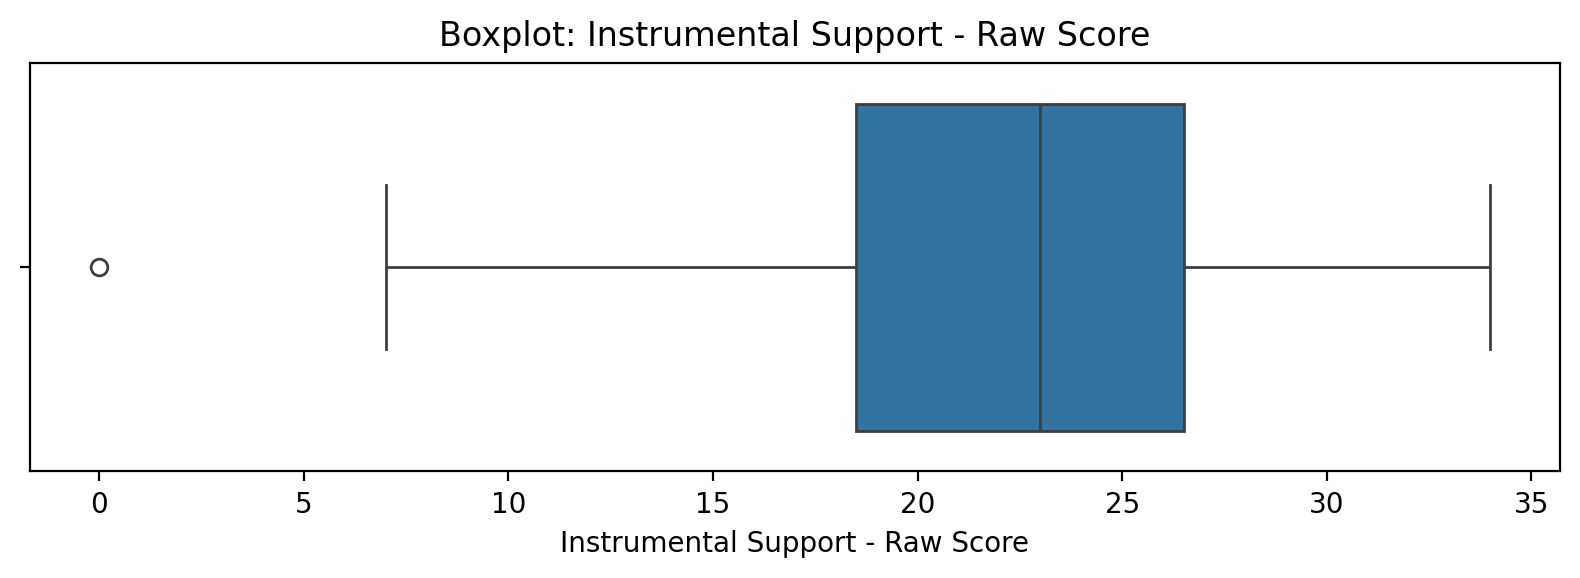 Boxplot: Instrumental Support - Raw Score
0 5 10 15 20 25 30 35
Instrumental Support - Raw Score